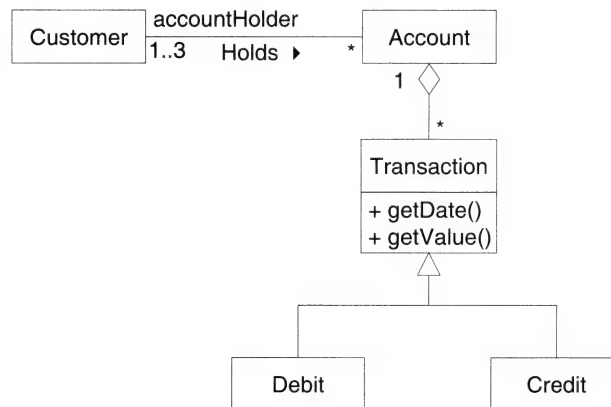 accountHolder
Customer
Account
1..3 Holds ▶ *
1
*
Transaction
+ getDate()
+ getValue()
Debit
Credit